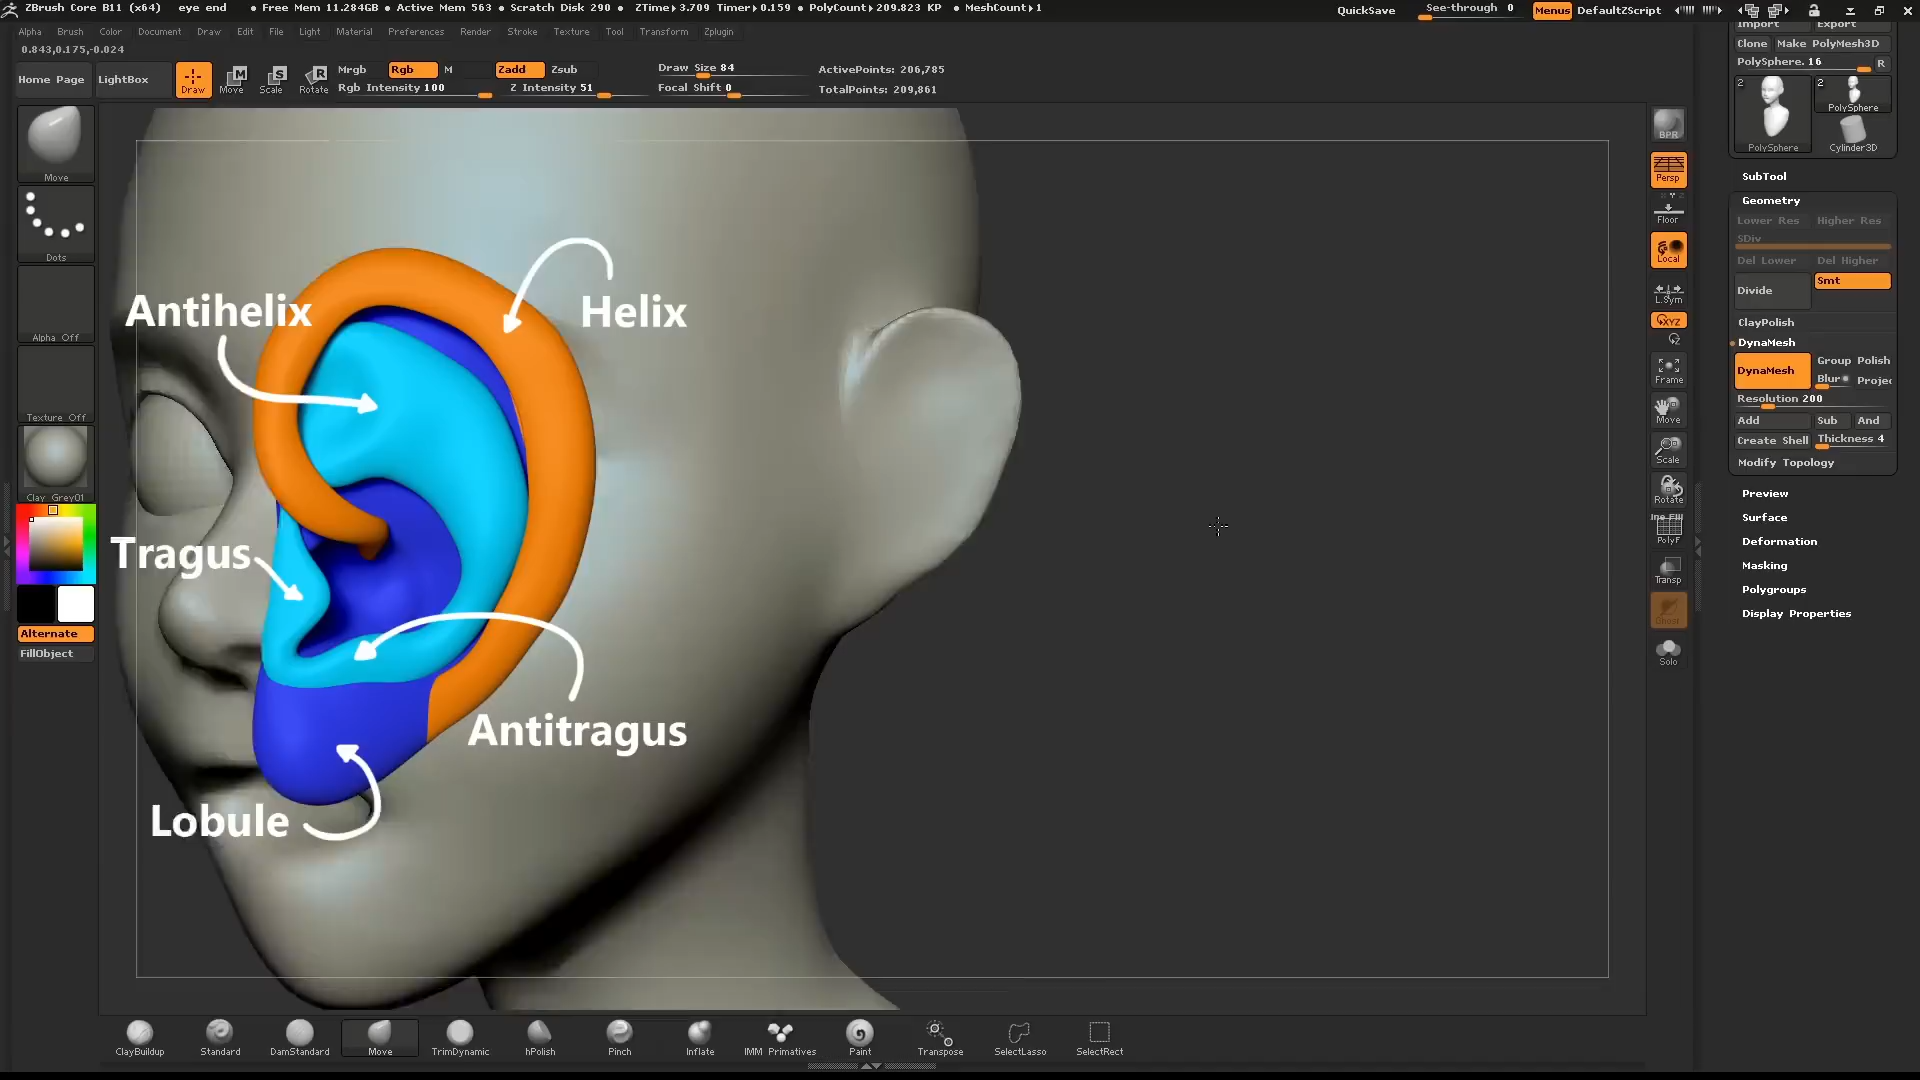 ZBrush Core B11 (x64) eye end • Free Mem 11.284GB • Active Mem 563 • Scratch Disk 290 • ZTime▸3.709 Timer▸0.159 • PolyCount▸209.823 KP • MeshCount▸1
QuickSave See-through 0 Menus DefaultZScript
Alpha Brush Color Document Draw Edit File Light Material Preferences Render Stroke Texture Tool Transform Zplugin
0.843,0.175,-0.024
Home Page LightBox Draw Move Scale Rotate
Mrgb Rgb M Zadd Zsub
Rgb Intensity 100 Z Intensity 51
Draw Size 84
Focal Shift 0
ActivePoints: 206,785
TotalPoints: 209,861
Move
Dots
Alpha Off
Texture Off
Clay_Grey01
Alternate
FillObject
Antihelix
Helix
Tragus
Antitragus
Lobule
BPR
Persp
Floor
Local
L.Sym
XYZ
Frame
Move
Scale
Rotate
PolyF
Transp
Ghost
Solo
Import Export
Clone Make PolyMesh3D
PolySphere. 16 R
2 2
PolySphere
PolySphere Cylinder3D
SubTool
Geometry
Lower Res Higher Res
SDiv
Del Lower Del Higher
Divide Smt
ClayPolish
DynaMesh
DynaMesh Group Polish
Blur Projec
Resolution 200
Add Sub And
Create Shell Thickness 4
Modify Topology
Preview
Surface
Deformation
Masking
Polygroups
Display Properties
ClayBuildup Standard DamStandard Move TrimDynamic hPolish Pinch Inflate IMM Primatives Paint Transpose SelectLasso SelectRect